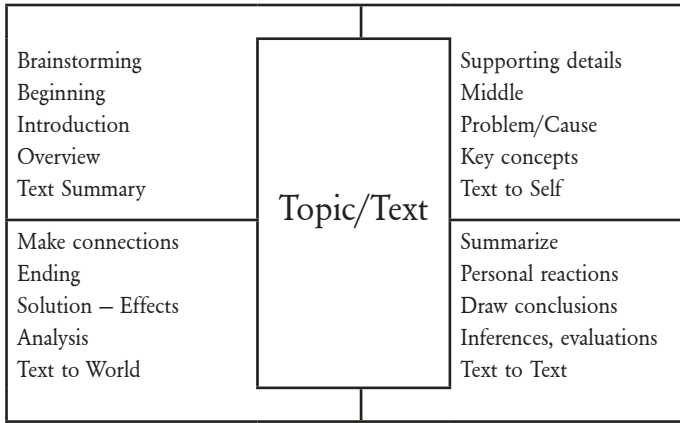 Brainstorming
Beginning
Introduction
Overview
Text Summary
Supporting details
Middle
Problem/Cause
Key concepts
Text to Self
Topic/Text
Make connections
Ending
Solution – Effects
Analysis
Text to World
Summarize
Personal reactions
Draw conclusions
Inferences, evaluations
Text to Text